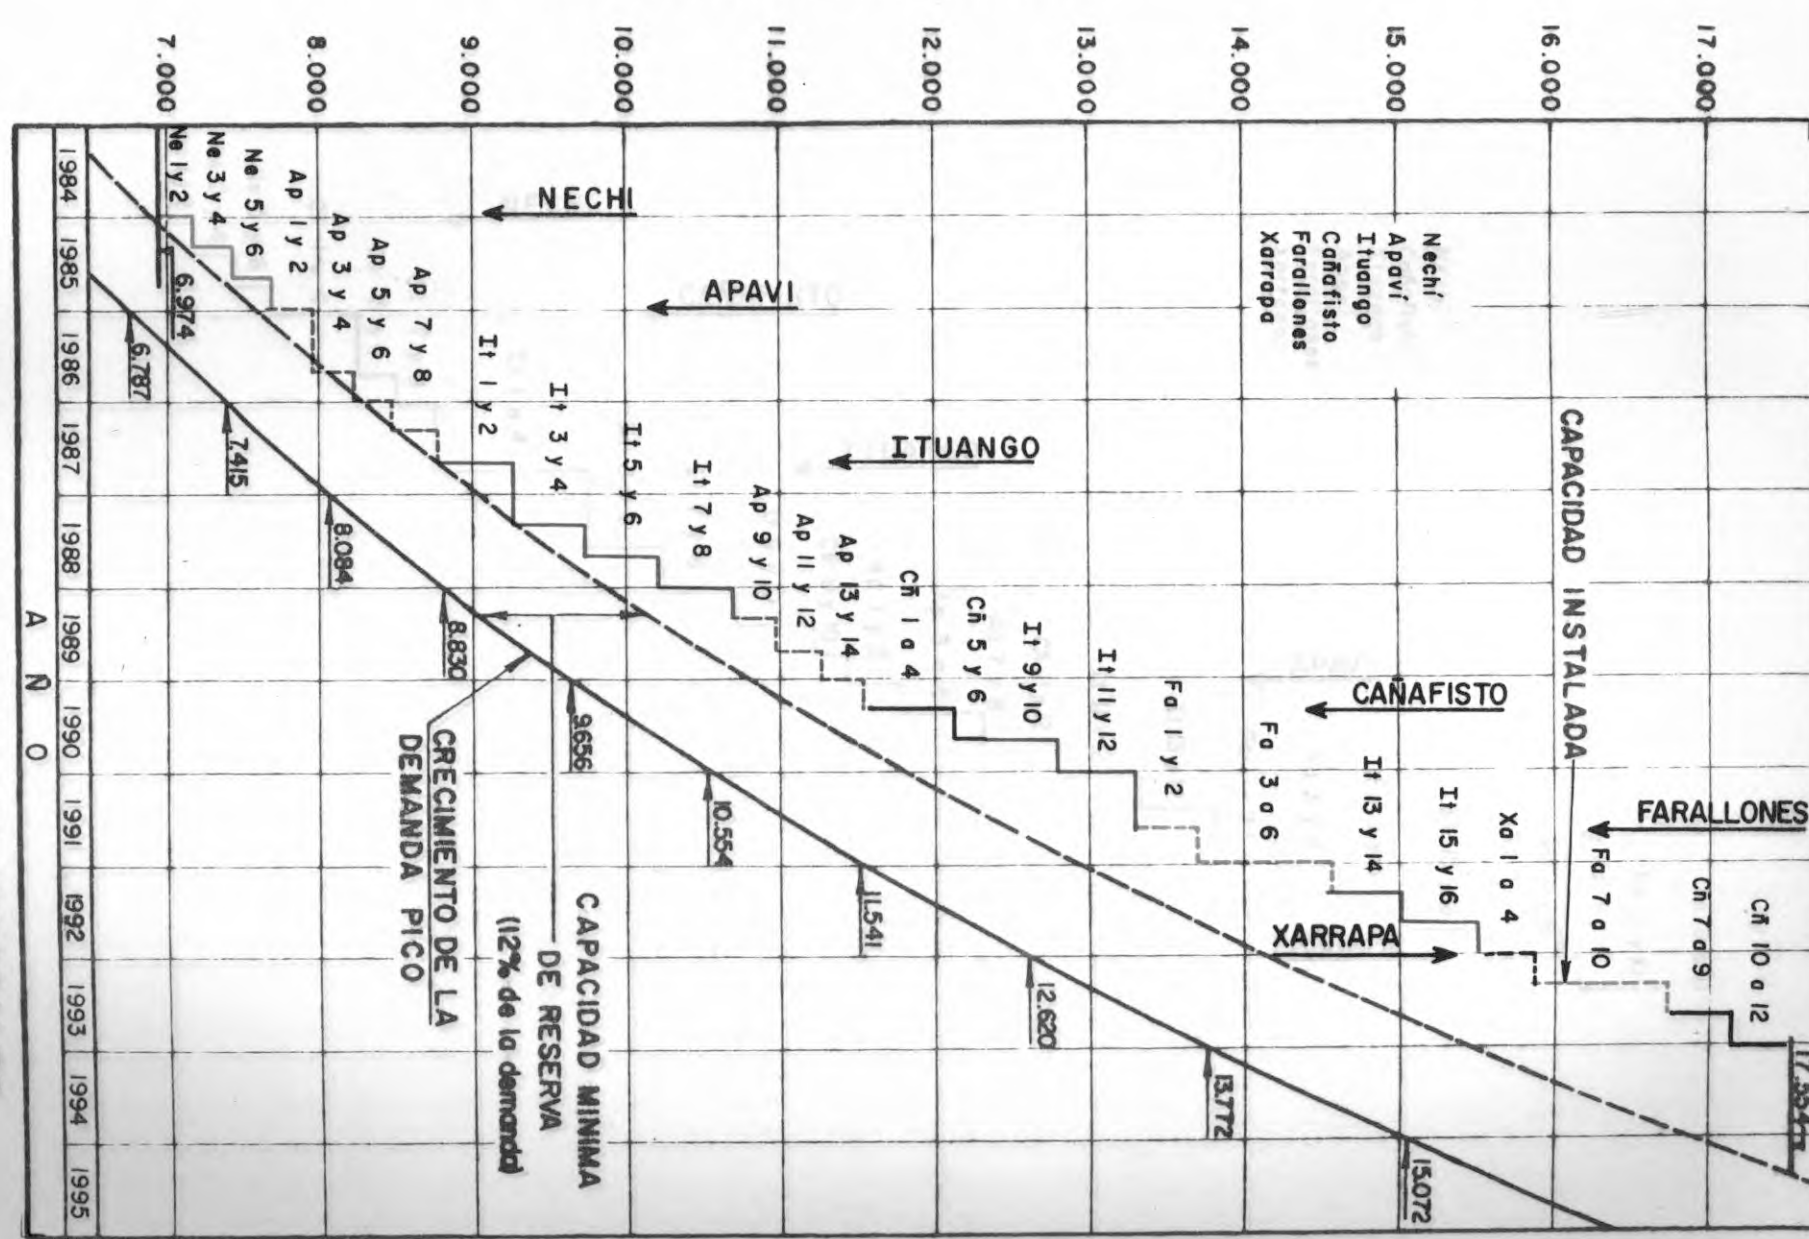 17.000
16.000
15.000
14.000
13.000
12.000
11.000
10.000
9.000
8.000
7.000
Nechí
Apaví
Ituango
Cañafisto
Farallones
Xarrapa
CAPACIDAD INSTALADA
FARALLONES
CAÑAFISTO
XARRAPA
ITUANGO
APAVI
NECHI
Cñ 10 a 12
Cñ 7 a 9
Fa 7 a 10
Xa 1 a 4
It 15 y 16
It 13 y 14
Fa 3 a 6
Fa 1 y 2
It 11 y 12
It 9 y 10
Cñ 5 y 6
Cñ 1 a 4
Ap 13 y 14
Ap 11 y 12
Ap 9 y 10
It 7 y 8
It 5 y 6
It 3 y 4
It 1 y 2
Ap 7 y 8
Ap 5 y 6
Ap 3 y 4
Ap 1 y 2
Ne 5 y 6
Ne 3 y 4
Ne 1 y 2
15.072
13.772
12.620
11.541
10.554
9.656
8.830
8.084
7.415
6.974
6.787
CAPACIDAD MINIMA
DE RESERVA
(12% de la demanda)
CRECIMIENTO DE LA
DEMANDA PICO
1984
1985
1986
1987
1988
1989
1990
1991
1992
1993
1994
1995
AÑO